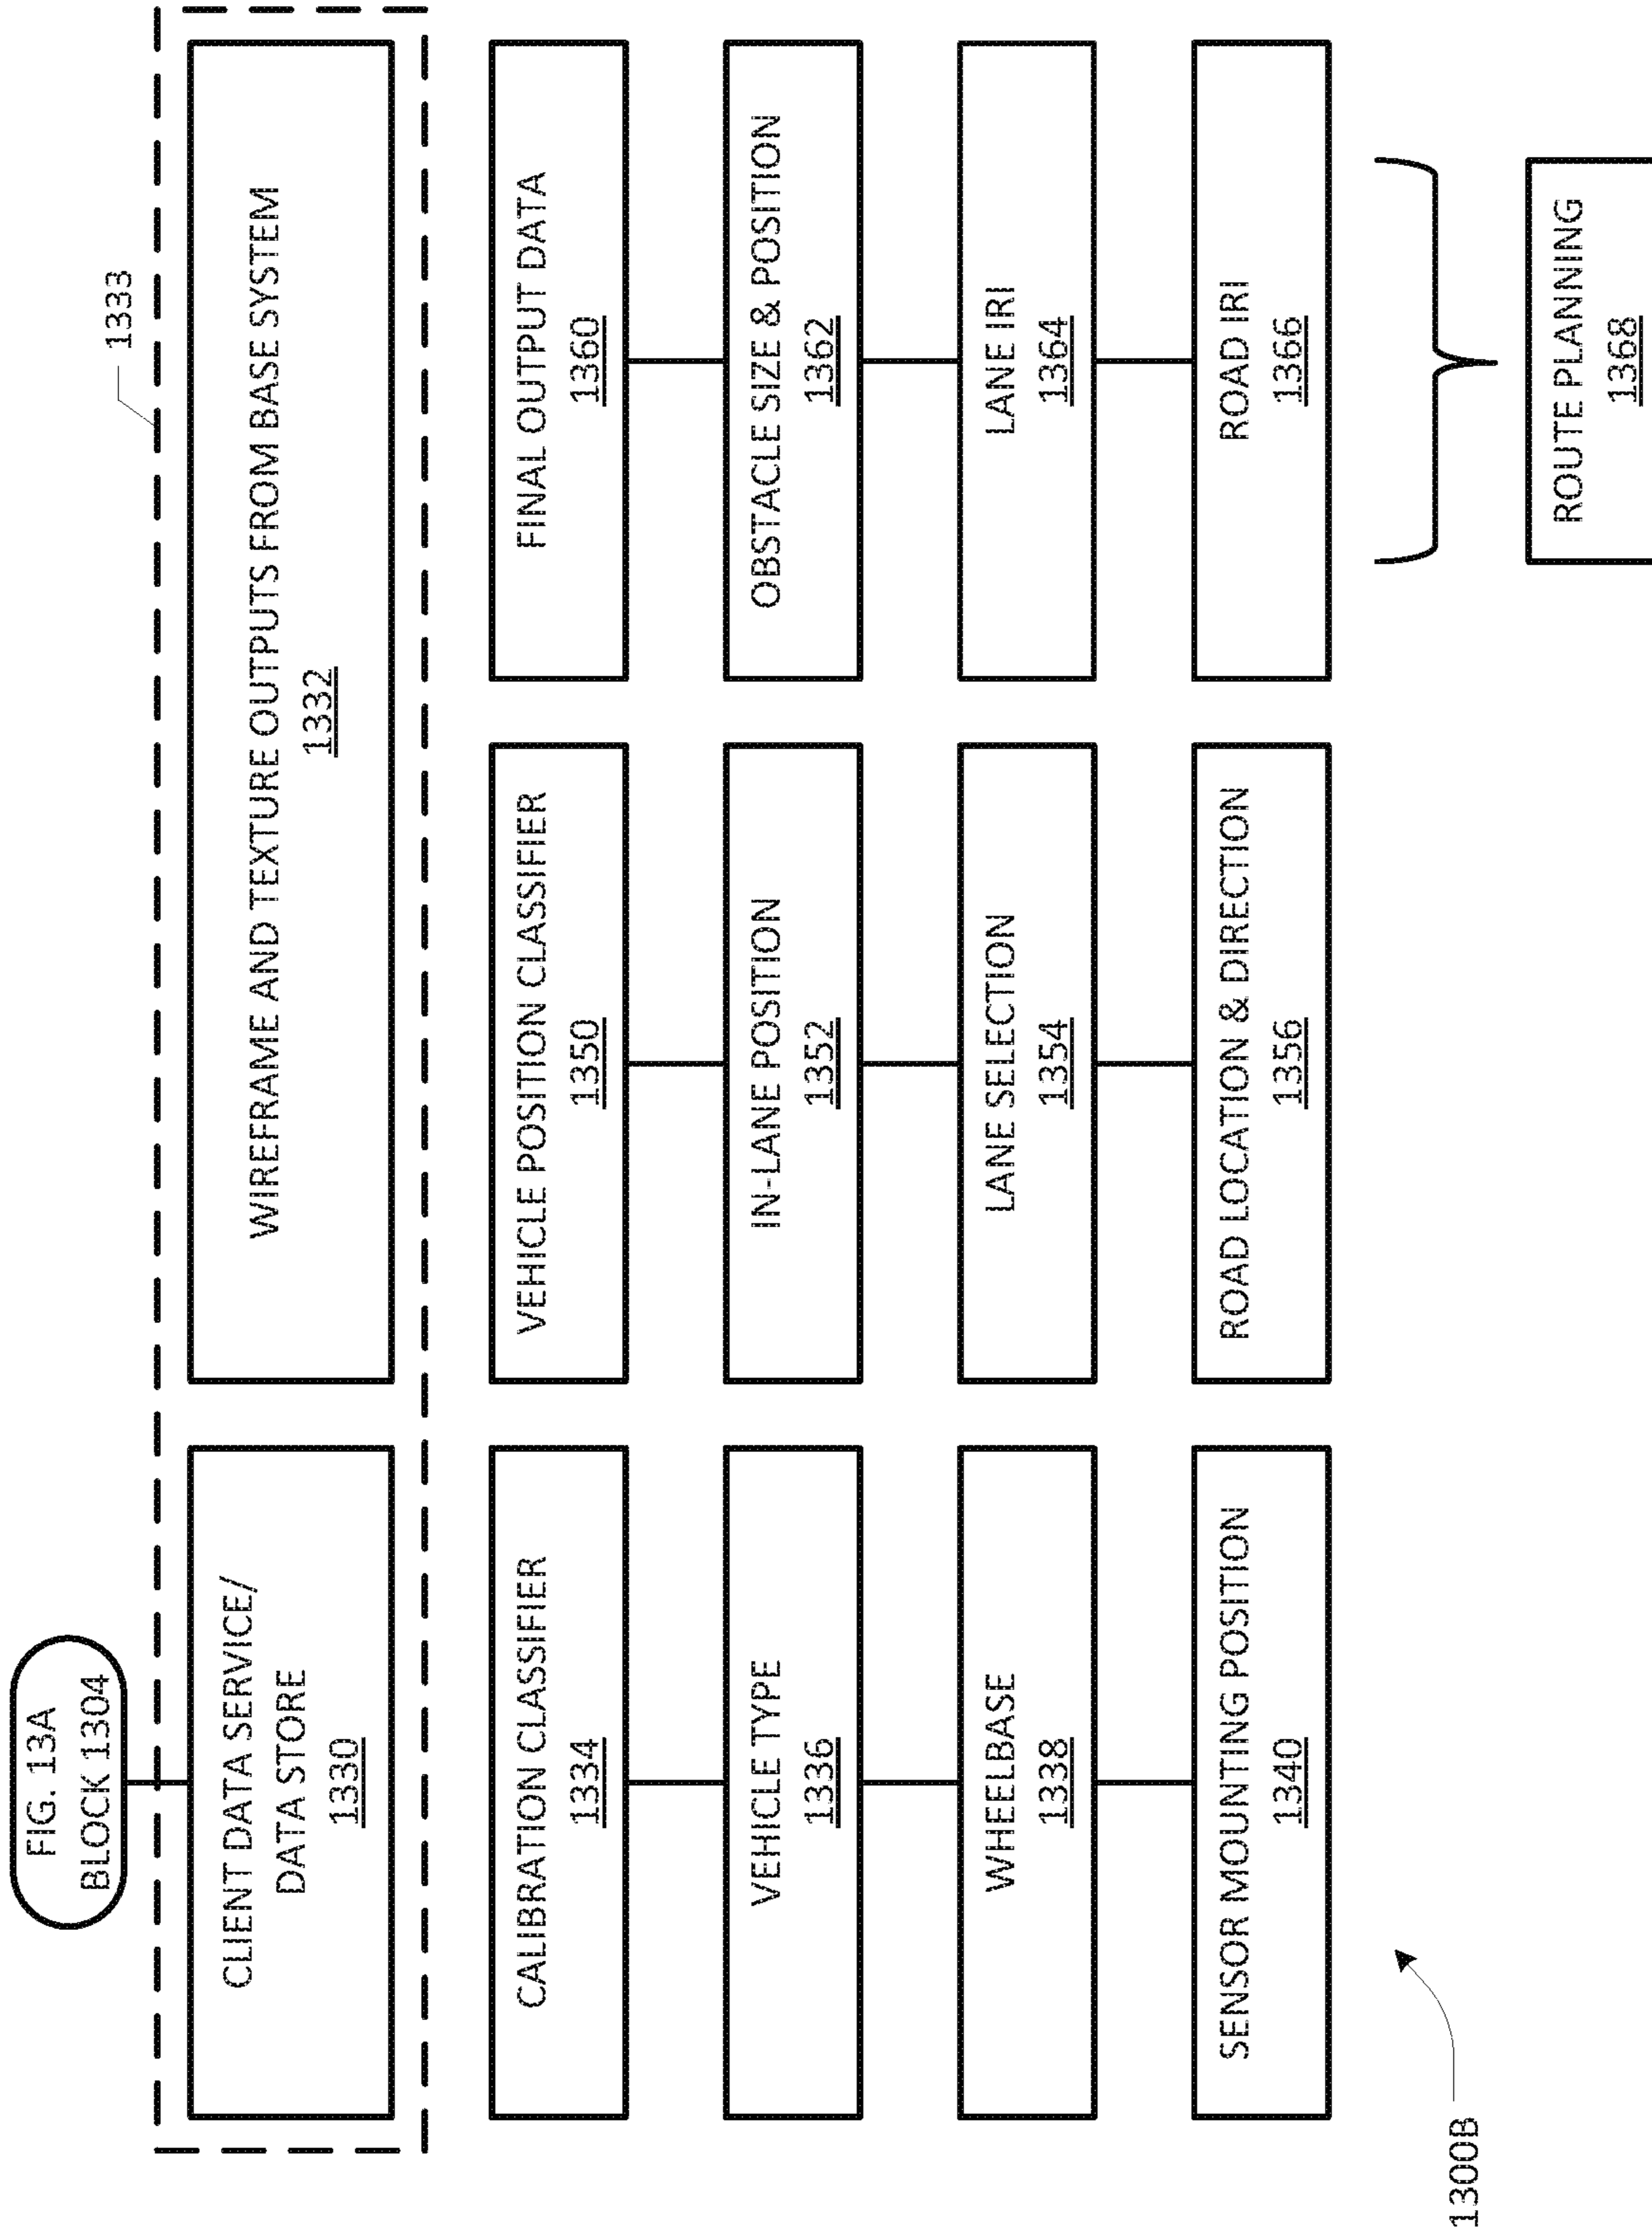 FIG. 13A
BLOCK 1304
1333
CLIENT DATA SERVICE/
DATA STORE
1330
WIREFRAME AND TEXTURE OUTPUTS FROM BASE SYSTEM
1332
CALIBRATION CLASSIFIER
1334
VEHICLE TYPE
1336
WHEELBASE
1338
SENSOR MOUNTING POSITION
1340
VEHICLE POSITION CLASSIFIER
1350
IN-LANE POSITION
1352
LANE SELECTION
1354
ROAD LOCATION & DIRECTION
1356
FINAL OUTPUT DATA
1360
OBSTACLE SIZE & POSITION
1362
LANE IRI
1364
ROAD IRI
1366
ROUTE PLANNING
1368
1300B